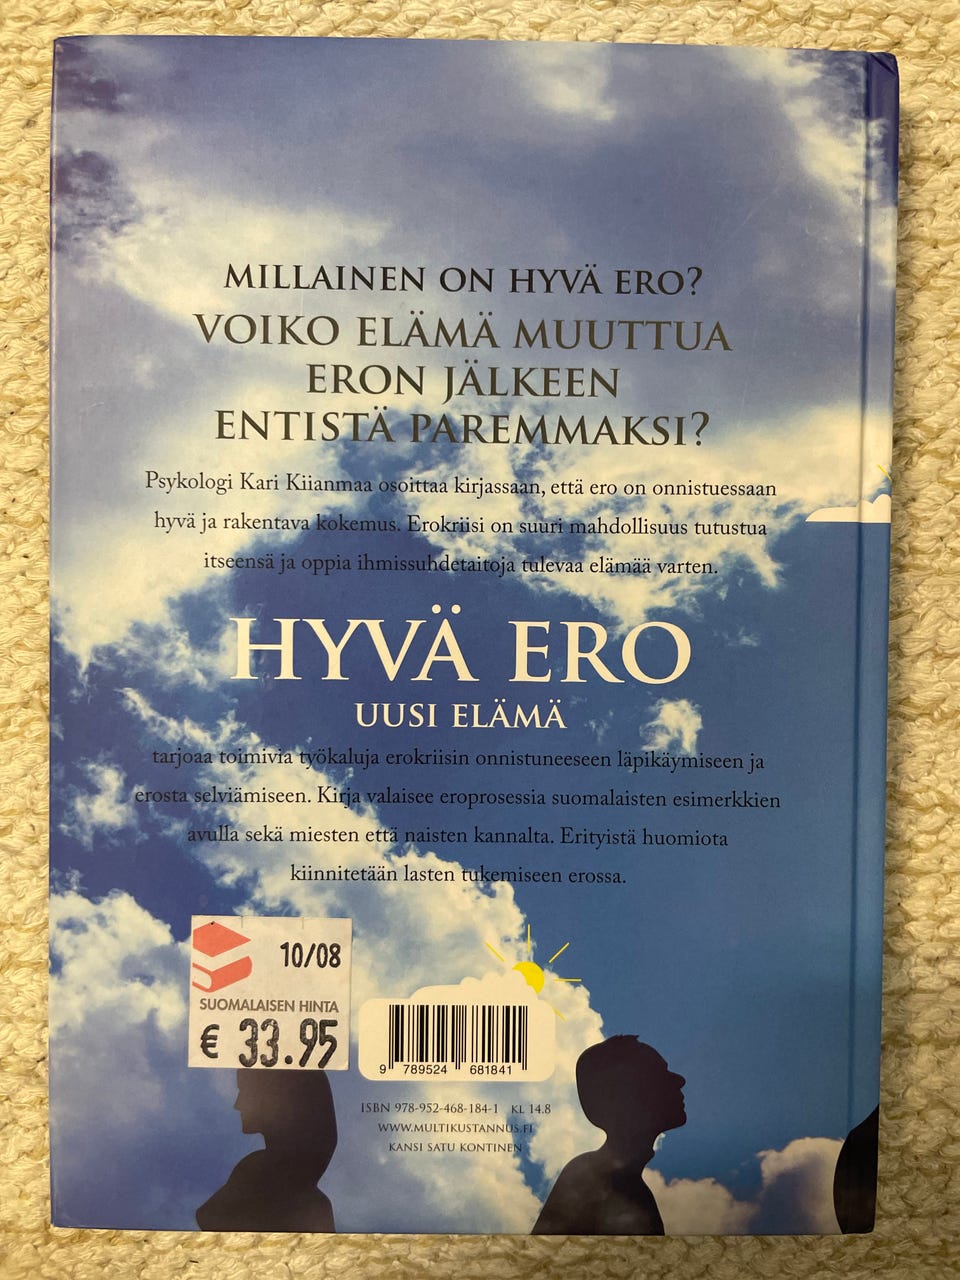 MILLAINEN ON HYVÄ ERO?
VOIKO ELÄMÄ MUUTTUA
ERON JÄLKEEN
ENTISTÄ PAREMMAKSI?
Psykologi Kari Kiianmaa osoittaa kirjassaan, että ero on onnistuessaan
hyvä ja rakentava kokemus. Erokriisi on suuri mahdollisuus tutustua
itseensä ja oppia ihmissuhdetaitoja tulevaa elämää varten.
HYVÄ ERO
UUSI ELÄMÄ
tarjoaa toimivia työkaluja erokriisin onnistuneeseen läpikäymiseen ja
erosta selviämiseen. Kirja valaisee eroprosessia suomalaisten esimerkkien
avulla sekä miesten että naisten kannalta. Erityistä huomiota
kiinnitetään lasten tukemiseen erossa.
10/08
SUOMALAISEN HINTA
€ 33.95
9 789524 681841
ISBN 978-952-468-184-1 KL 14.8
WWW.MULTIKUSTANNUS.FI
KANSI SATU KONTINEN